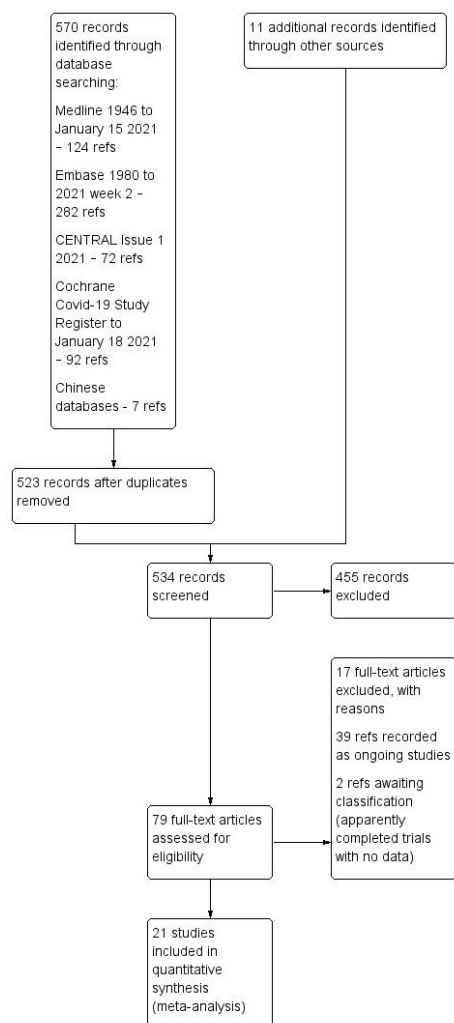 570 records
identified through
database
searching:
Medline 1946 to
January 15 2021
– 124 refs
Embase 1980 to
2021 week 2 –
282 refs
CENTRAL Issue 1
2021 – 72 refs
Cochrane
Covid-19 Study
Register to
January 18 2021
– 92 refs
Chinese
databases - 7 refs
11 additional records identified
through other sources
523 records after duplicates
removed
534 records
screened
455 records
excluded
17 full-text articles
excluded, with
reasons
39 refs recorded
as ongoing studies
2 refs awaiting
classification
(apparently
completed trials
with no data)
79 full-text articles
assessed for
eligibility
21 studies
included in
quantitative
synthesis
(meta-analysis)